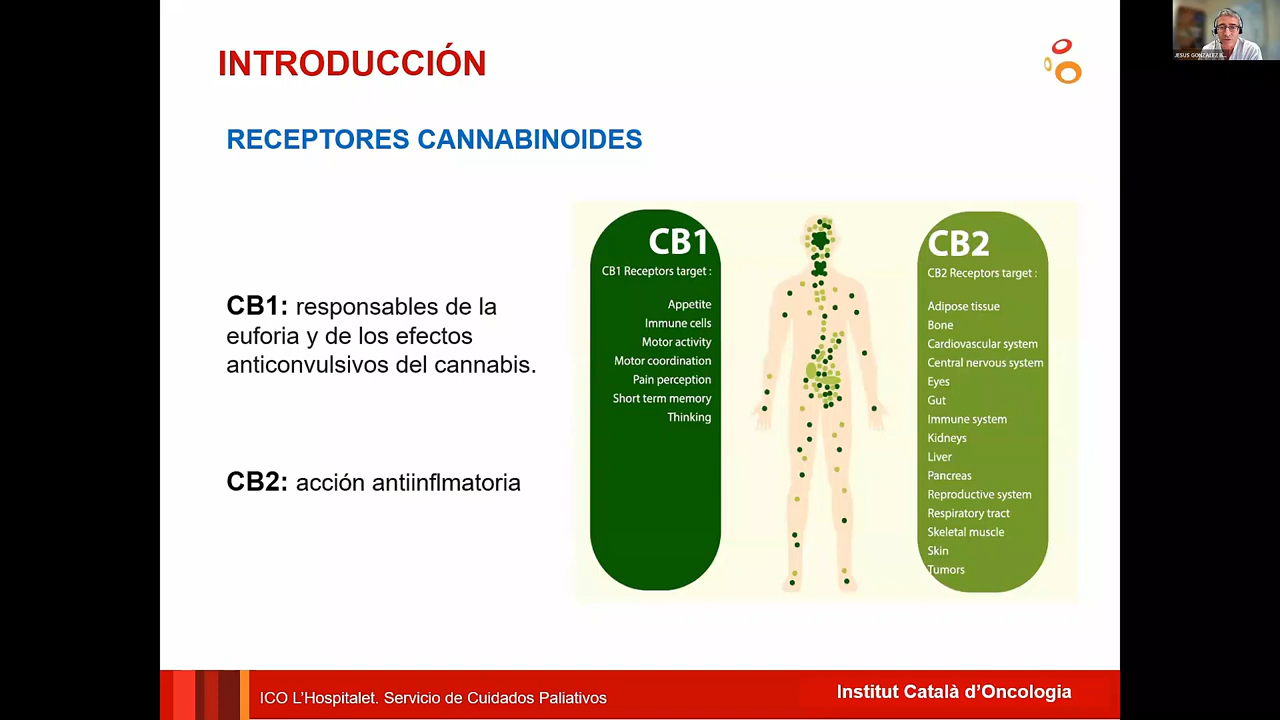 INTRODUCCIÓN
RECEPTORES CANNABINOIDES
CB1: responsables de la
euforia y de los efectos
anticonvulsivos del cannabis.
CB2: acción antiinflmatoria
CB1
CB1 Receptors target :
Appetite
Immune cells
Motor activity
Motor coordination
Pain perception
Short term memory
Thinking
CB2
CB2 Receptors target :
Adipose tissue
Bone
Cardiovascular system
Central nervous system
Eyes
Gut
Immune system
Kidneys
Liver
Pancreas
Reproductive system
Respiratory tract
Skeletal muscle
Skin
Tumors
ICO L'Hospitalet. Servicio de Cuidados Paliativos
Institut Català d'Oncologia
JESUS GONZALEZ B...